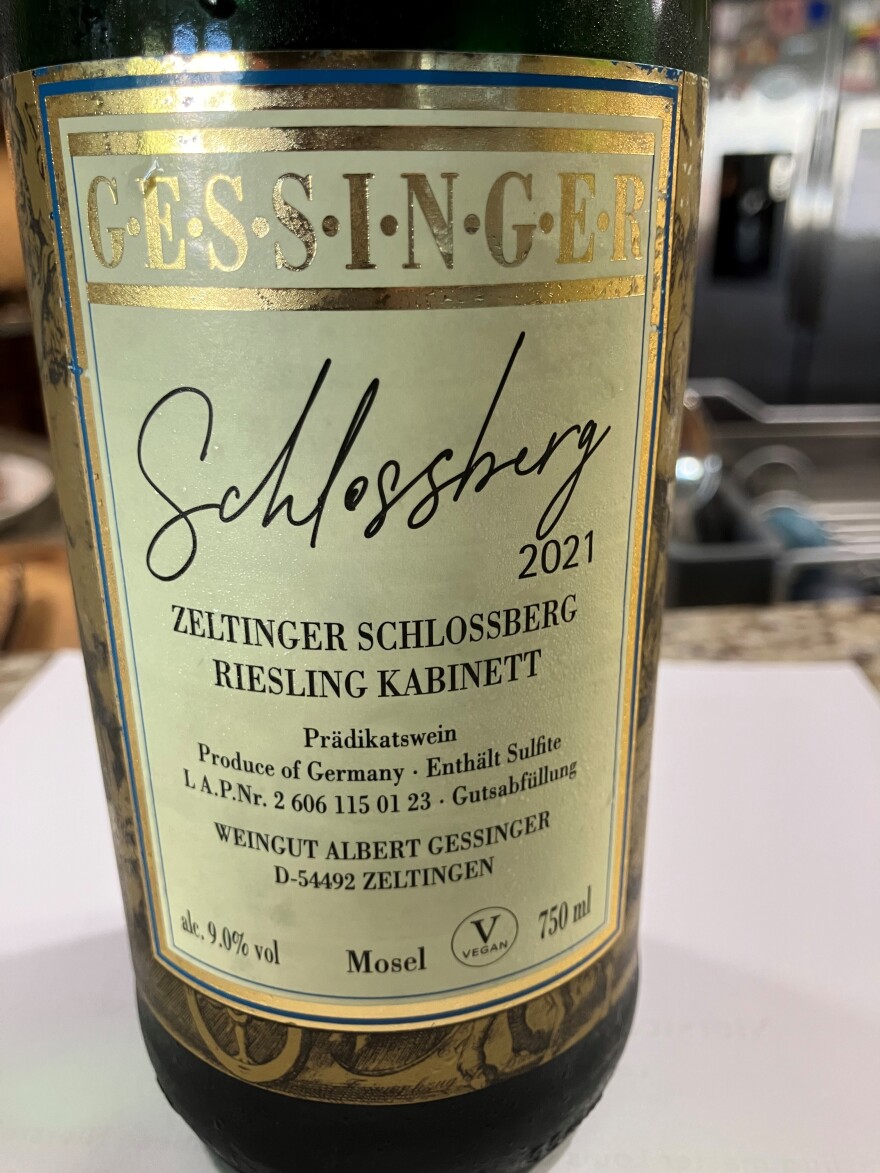 G·E·S·S·I·N·G·E·R
Schlossberg
2021
ZELTINGER SCHLOSSBERG
RIESLING KABINETT
Prädikatswein
Produce of Germany · Enthält Sulfite
L A.P.Nr. 2 606 115 01 23 · Gutsabfüllung
WEINGUT ALBERT GESSINGER
D-54492 ZELTINGEN
alc. 9.0% vol
Mosel
V
VEGAN
750 ml